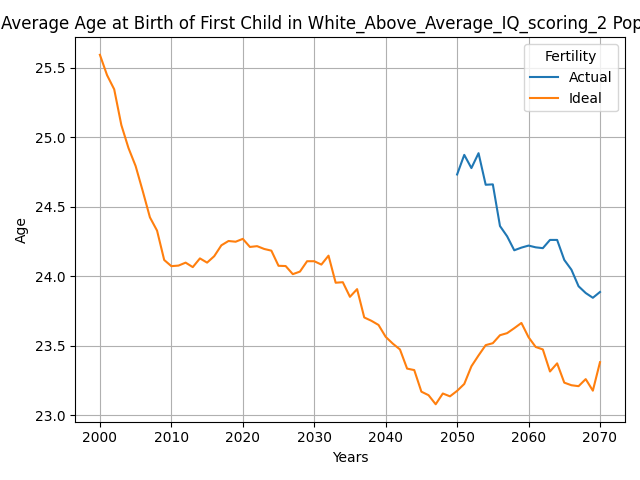 Average Age at Birth of First Child in White_Above_Average_IQ_scoring_2 Pop
Fertility
Actual
Ideal
25.5
25.0
24.5
24.0
23.5
23.0
Age
2000 2010 2020 2030 2040 2050 2060 2070
Years